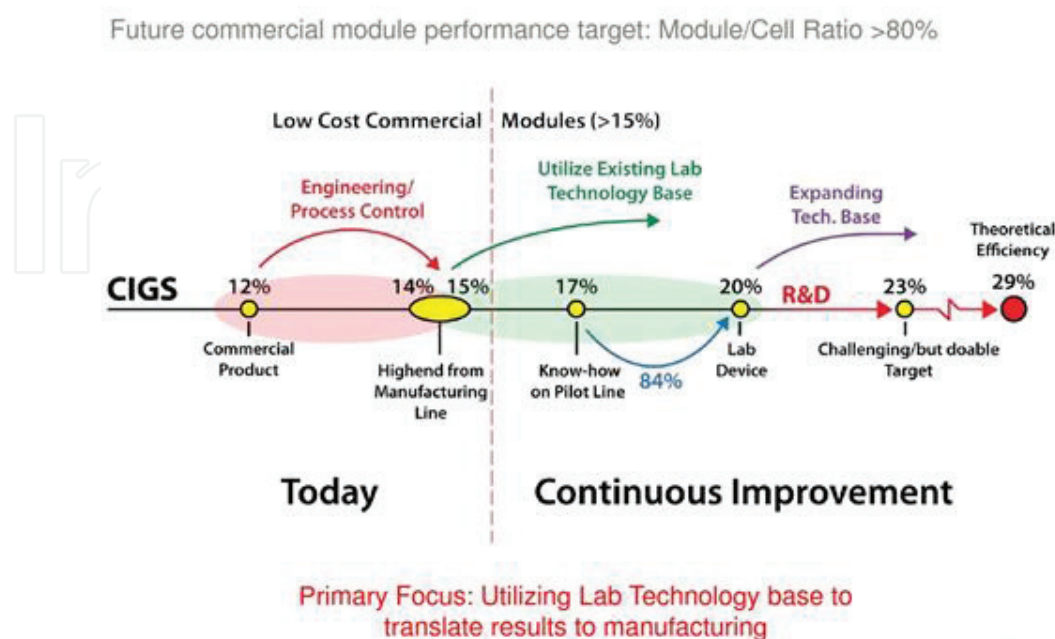 Future commercial module performance target: Module/Cell Ratio >80%
Low Cost Commercial Modules (>15%)
Engineering/
Process Control
Utilize Existing Lab
Technology Base
Expanding
Tech. Base
Theoretical
Efficiency
CIGS
12%
14% 15%
17%
20%
R&D
23%
29%
Commercial
Product
Highend from
Manufacturing
Line
Know-how
on Pilot Line
84%
Lab
Device
Challenging/but doable
Target
Today
Continuous Improvement
Primary Focus: Utilizing Lab Technology base to
translate results to manufacturing